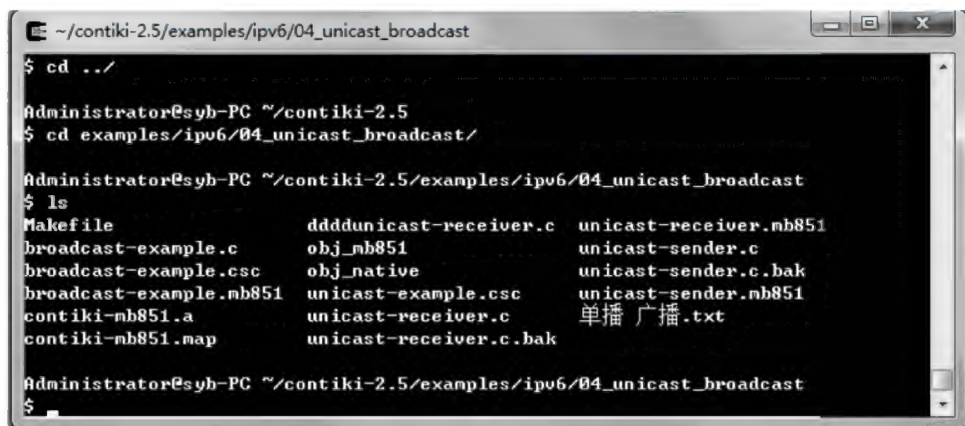 ~/contiki-2.5/examples/ipv6/04_unicast_broadcast
$ cd ../
Administrator@syb-PC ~/contiki-2.5
$ cd examples/ipv6/04_unicast_broadcast/
Administrator@syb-PC ~/contiki-2.5/examples/ipv6/04_unicast_broadcast
$ ls
Makefile ddddunicast-receiver.c unicast-receiver.mb851
broadcast-example.c obj_mb851 unicast-sender.c
broadcast-example.csc obj_native unicast-sender.c.bak
broadcast-example.mb851 unicast-example.csc unicast-sender.mb851
contiki-mb851.a unicast-receiver.c 单播 广播.txt
contiki-mb851.map unicast-receiver.c.bak
Administrator@syb-PC ~/contiki-2.5/examples/ipv6/04_unicast_broadcast
$